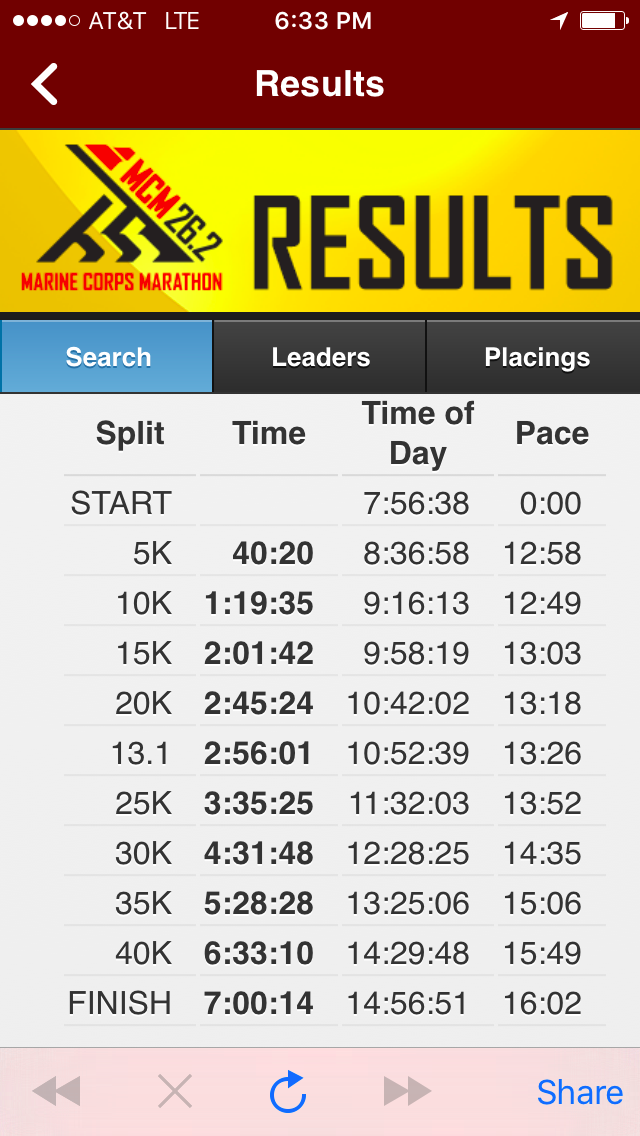 AT&T LTE 6:33 PM
Results
MCM 26.2
MARINE CORPS MARATHON
RESULTS
Search Leaders Placings
Split Time Time of Day Pace
START 7:56:38 0:00
5K 40:20 8:36:58 12:58
10K 1:19:35 9:16:13 12:49
15K 2:01:42 9:58:19 13:03
20K 2:45:24 10:42:02 13:18
13.1 2:56:01 10:52:39 13:26
25K 3:35:25 11:32:03 13:52
30K 4:31:48 12:28:25 14:35
35K 5:28:28 13:25:06 15:06
40K 6:33:10 14:29:48 15:49
FINISH 7:00:14 14:56:51 16:02
Share